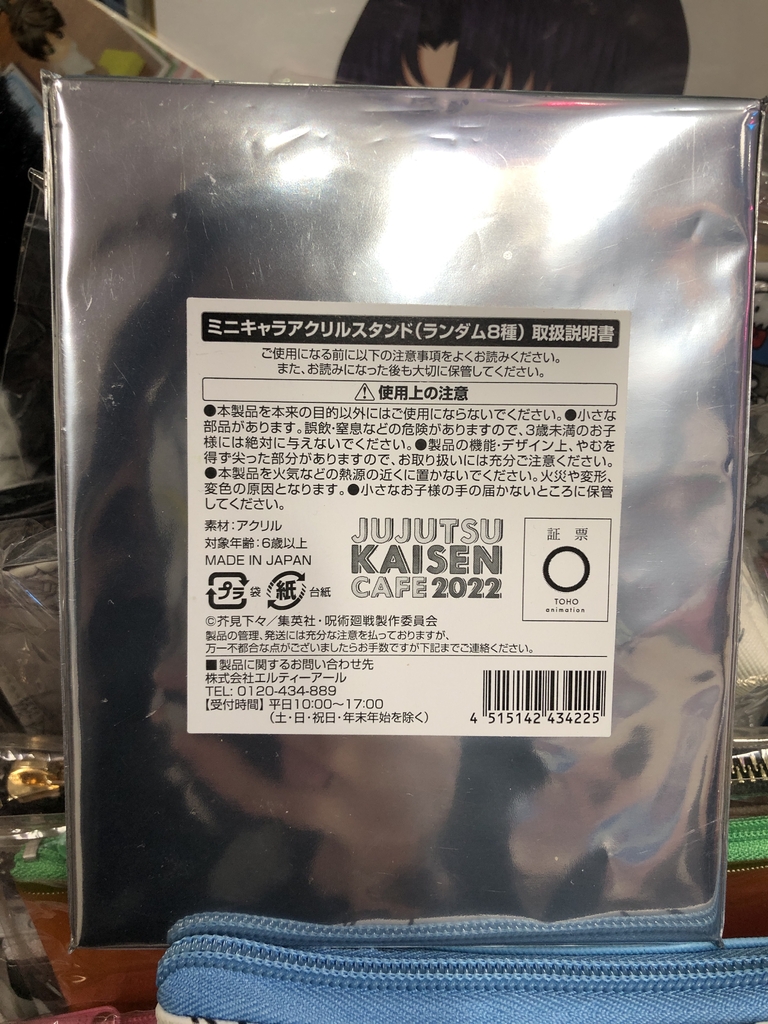 ミニキャラアクリルスタンド(ランダム8種) 取扱説明書
ご使用になる前に以下の注意事項をよくお読みください。
また、お読みになった後も大切に保管してください。
使用上の注意
●本製品を本来の目的以外にはご使用にならないでください。●小さな
部品があります。誤飲・窒息などの危険がありますので、3歳未満のお子
様には絶対に与えないでください。●製品の機能・デザイン上、やむを
得ず尖った部分がありますので、お取り扱いには充分ご注意ください。
●本製品を火気などの熱源の近くに置かないでください。火災や変形、
変色の原因となります。●小さなお子様の手の届かないところに保管
してください。
素材:アクリル
対象年齢:6歳以上
MADE IN JAPAN
プラ 袋 紙 台紙
JUJUTSU
KAISEN
CAFE 2022
証票
TOHO
animation
©芥見下々/集英社・呪術廻戦製作委員会
製品の管理、発送には充分な注意を払っておりますが、
万一不都合な点がございましたらお手数ですが下記までご連絡ください。
■製品に関するお問い合わせ先
株式会社エルティーアール
TEL: 0120-434-889
【受付時間】平日10:00〜17:00
(土・日・祝日・年末年始を除く)
4 515142 434225